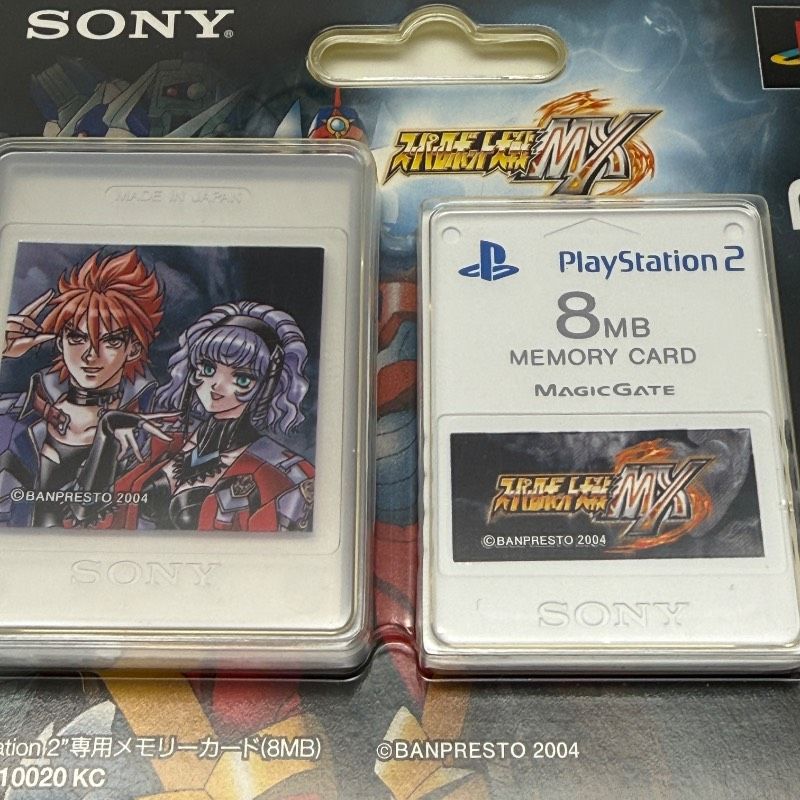 SONY®
スーパーロボット大戦MX
MADE IN JAPAN
PlayStation 2
8MB
MEMORY CARD
MAGICGATE
スーパーロボット大戦MX
©BANPRESTO 2004
©BANPRESTO 2004
SONY
SONY
ation 2"専用メモリーカード(8MB)
©BANPRESTO 2004
10020 KC